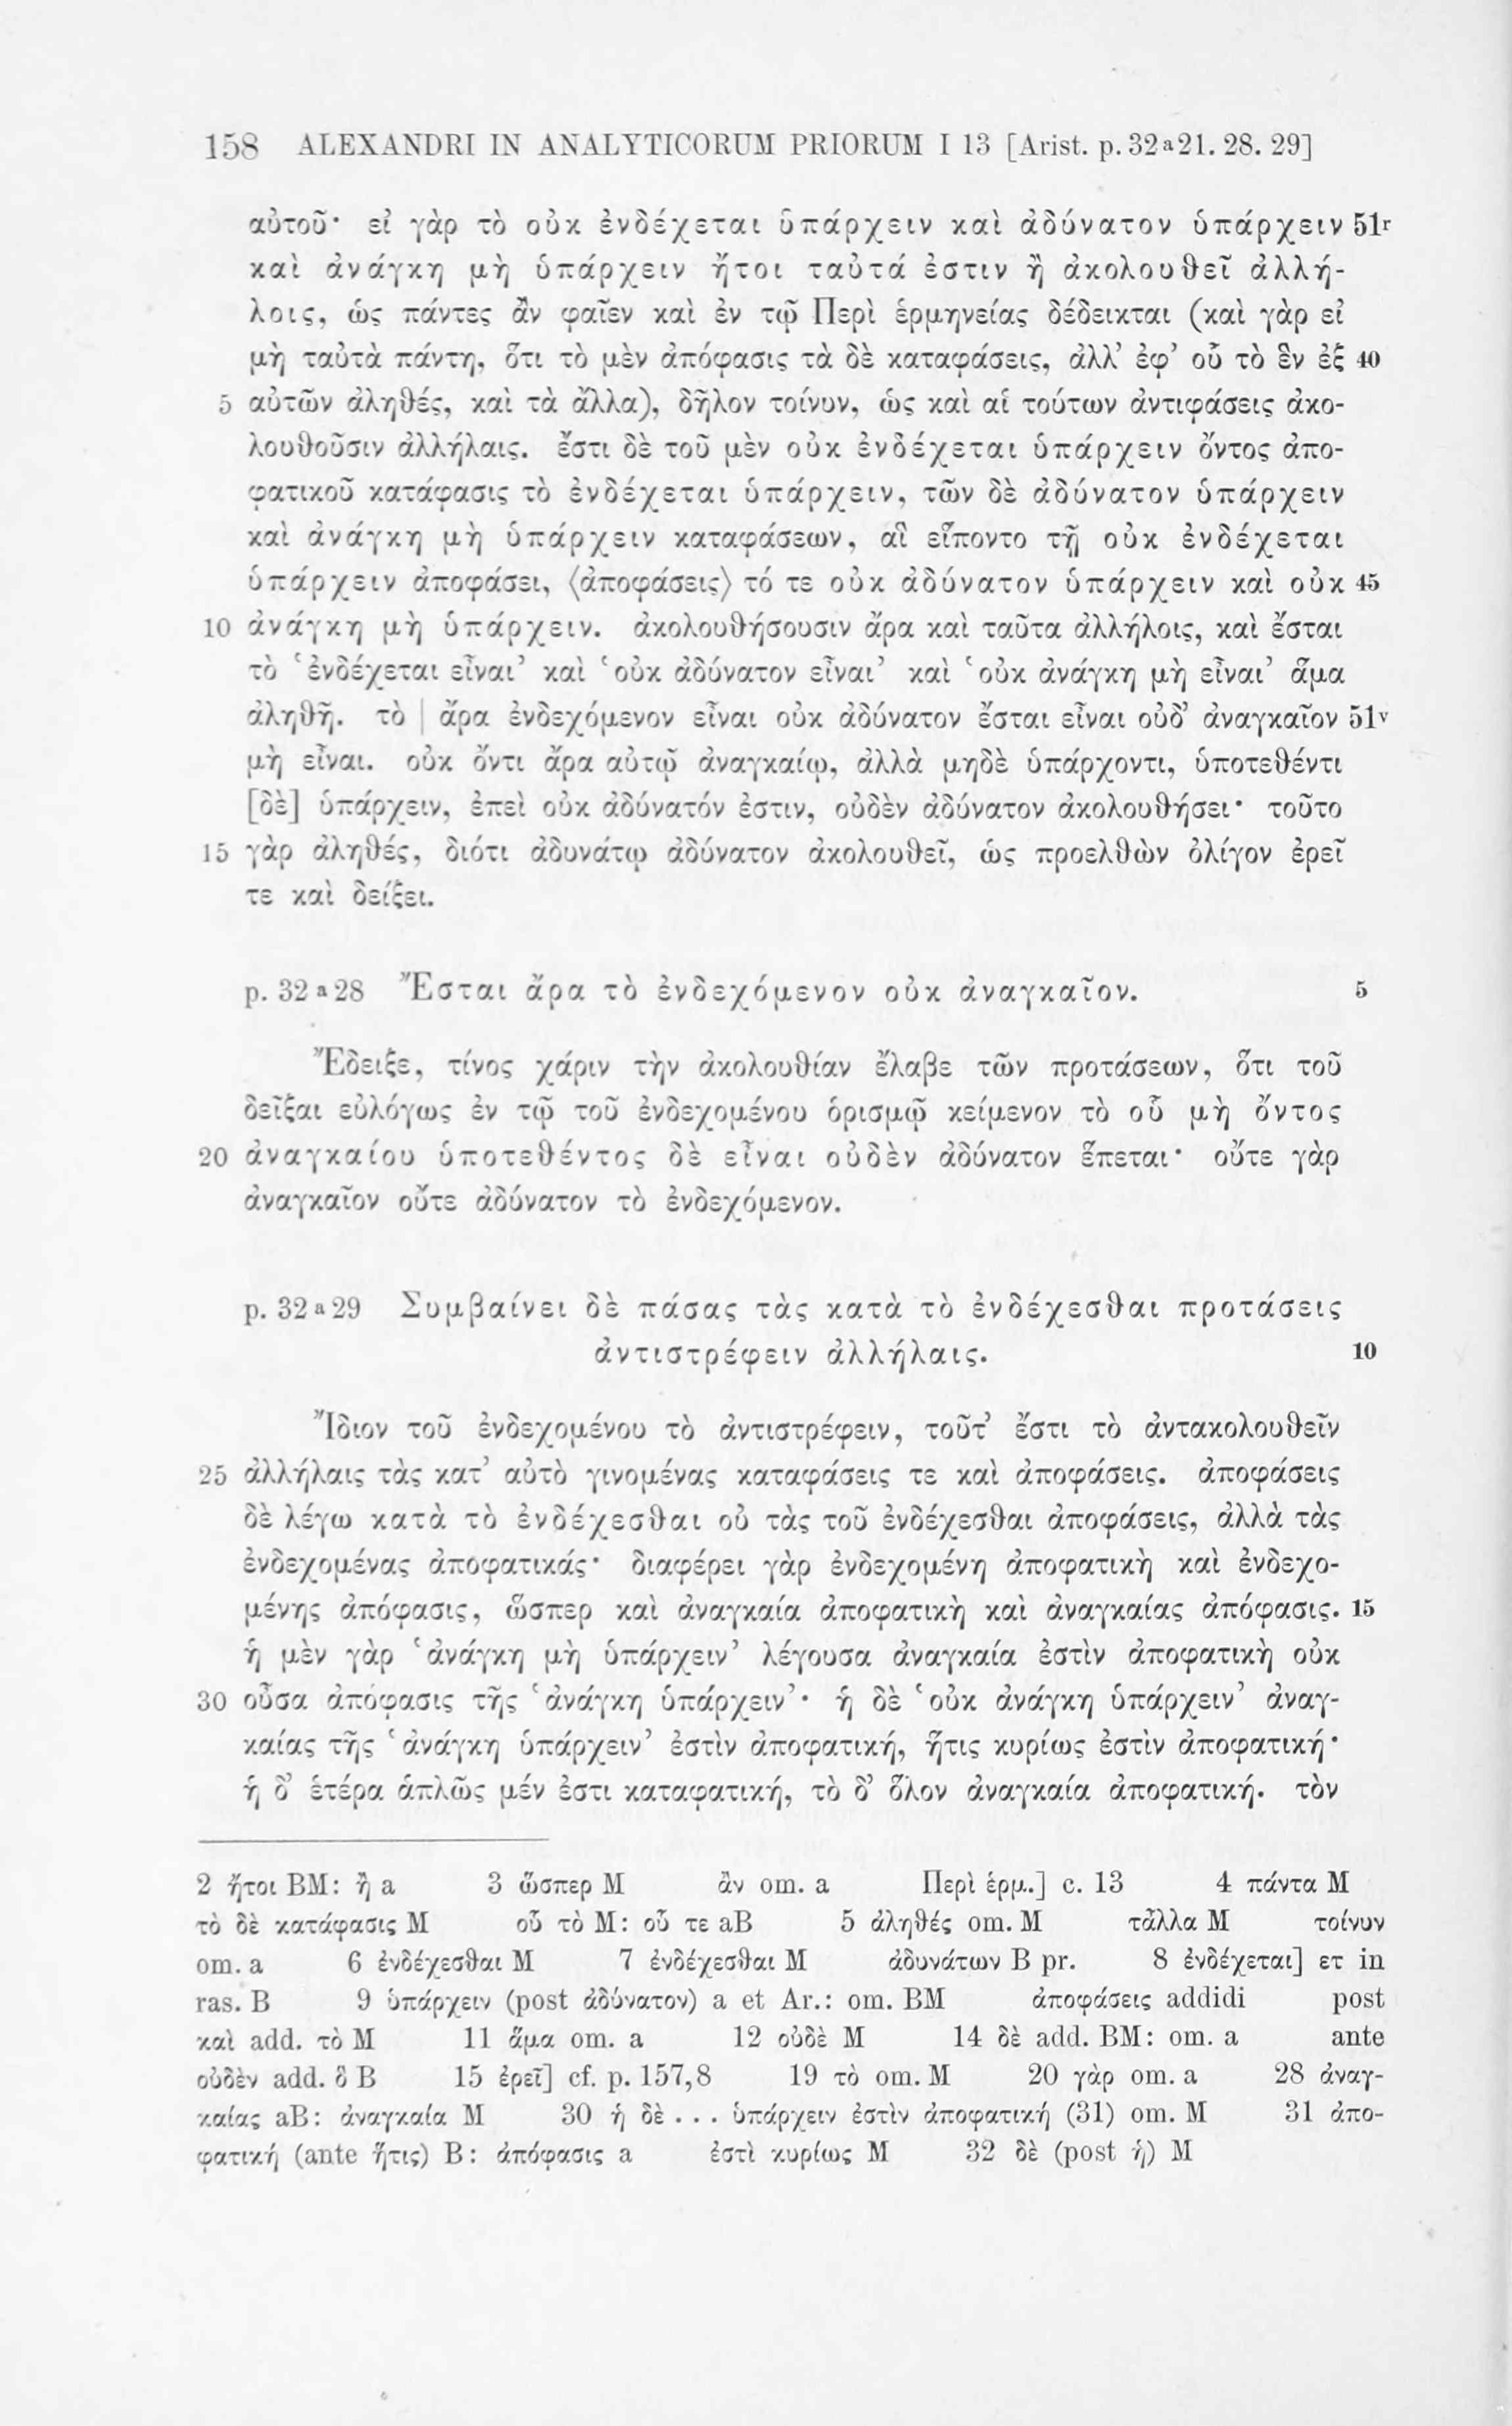 158 ALEXANDRI IN ANALYTICORUM PRIORUM I 13 [Arist. p. 32ᵃ21. 28. 29]
αὐτοῦ· εἰ γὰρ τὸ οὐκ ἐνδέχεται ὑπάρχειν καὶ ἀδύνατον ὑπάρχειν 51r
καὶ ἀνάγκη μὴ ὑπάρχειν ἤτοι ταὐτά ἐστιν ἢ ἀκολουθεῖ ἀλλή-
λοις, ὡς πάντες ἂν φαῖεν καὶ ἐν τῷ Περὶ ἑρμηνείας δέδεικται (καὶ γὰρ εἰ
μὴ ταὐτὰ πάντη, ὅτι τὸ μὲν ἀπόφασις τὰ δὲ καταφάσεις, ἀλλ’ ἐφ’ οὗ τὸ ἓν ἐξ 40
5 αὐτῶν ἀληθές, καὶ τὰ ἄλλα), δῆλον τοίνυν, ὡς καὶ αἱ τούτων ἀντιφάσεις ἀκο-
λουθοῦσιν ἀλλήλαις. ἔστι δὲ τοῦ μὲν οὐκ ἐνδέχεται ὑπάρχειν ὄντος ἀπο-
φατικοῦ κατάφασις τὸ ἐνδέχεται ὑπάρχειν, τῶν δὲ ἀδύνατον ὑπάρχειν
καὶ ἀνάγκη μὴ ὑπάρχειν καταφάσεων, αἳ εἵποντο τῇ οὐκ ἐνδέχεται
ὑπάρχειν ἀποφάσει, ⟨ἀποφάσεις⟩ τό τε οὐκ ἀδύνατον ὑπάρχειν καὶ οὐκ 45
10 ἀνάγκη μὴ ὑπάρχειν. ἀκολουθήσουσιν ἄρα καὶ ταῦτα ἀλλήλοις, καὶ ἔσται
τὸ ‘ἐνδέχεται εἶναι’ καὶ ‘οὐκ ἀδύνατον εἶναι’ καὶ ‘οὐκ ἀνάγκη μὴ εἶναι’ ἅμα
ἀληθῆ. τὸ | ἄρα ἐνδεχόμενον εἶναι οὐκ ἀδύνατον ἔσται εἶναι οὐδ’ ἀναγκαῖον 51v
μὴ εἶναι. οὐκ ὄντι ἄρα αὐτῷ ἀναγκαίῳ, ἀλλὰ μηδὲ ὑπάρχοντι, ὑποτεθέντι
[δὲ] ὑπάρχειν, ἐπεὶ οὐκ ἀδύνατόν ἐστιν, οὐδὲν ἀδύνατον ἀκολουθήσει· τοῦτο
15 γὰρ ἀληθές, διότι ἀδυνάτῳ ἀδύνατον ἀκολουθεῖ, ὡς προελθὼν ὀλίγον ἐρεῖ
τε καὶ δείξει.
p. 32ᵃ28 Ἔσται ἄρα τὸ ἐνδεχόμενον οὐκ ἀναγκαῖον. 5
Ἔδειξε, τίνος χάριν τὴν ἀκολουθίαν ἔλαβε τῶν προτάσεων, ὅτι τοῦ
δεῖξαι εὐλόγως ἐν τῷ τοῦ ἐνδεχομένου ὁρισμῷ κείμενον τὸ οὗ μὴ ὄντος
20 ἀναγκαίου ὑποτεθέντος δὲ εἶναι οὐδὲν ἀδύνατον ἕπεται· οὔτε γὰρ
ἀναγκαῖον οὔτε ἀδύνατον τὸ ἐνδεχόμενον.
p. 32ᵃ29 Συμβαίνει δὲ πάσας τὰς κατὰ τὸ ἐνδέχεσθαι προτάσεις
ἀντιστρέφειν ἀλλήλαις. 10
Ἴδιον τοῦ ἐνδεχομένου τὸ ἀντιστρέφειν, τοῦτ’ ἔστι τὸ ἀντακολουθεῖν
25 ἀλλήλαις τὰς κατ’ αὐτὸ γινομένας καταφάσεις τε καὶ ἀποφάσεις. ἀποφάσεις
δὲ λέγω κατὰ τὸ ἐνδέχεσθαι οὐ τὰς τοῦ ἐνδέχεσθαι ἀποφάσεις, ἀλλὰ τὰς
ἐνδεχομένας ἀποφατικάς· διαφέρει γὰρ ἐνδεχομένη ἀποφατικὴ καὶ ἐνδεχο-
μένης ἀπόφασις, ὥσπερ καὶ ἀναγκαία ἀποφατικὴ καὶ ἀναγκαίας ἀπόφασις. 15
ἡ μὲν γὰρ ‘ἀνάγκη μὴ ὑπάρχειν’ λέγουσα ἀναγκαία ἐστὶν ἀποφατικὴ οὐκ
30 οὖσα ἀπόφασις τῆς ‘ἀνάγκη ὑπάρχειν’· ἡ δὲ ‘οὐκ ἀνάγκη ὑπάρχειν’ ἀναγ-
καίας τῆς ‘ἀνάγκη ὑπάρχειν’ ἐστὶν ἀποφατική, ἥτις κυρίως ἐστὶν ἀποφατική·
ἡ δ’ ἑτέρα ἁπλῶς μέν ἐστι καταφατική, τὸ δ’ ὅλον ἀναγκαία ἀποφατική. τὸν
2 ἤτοι BM: ἢ a 3 ὥσπερ M ἂν om. a Περὶ ἑρμ.] c. 13 4 πάντα M
τὸ δὲ κατάφασις M οὗ τὸ M: οὗ τε aB 5 ἀληθές om. M τἆλλα M τοίνυν
om. a 6 ἐνδέχεσθαι M 7 ἐνδέχεσθαι M ἀδυνάτων B pr. 8 ἐνδέχεται] ετ in
ras. B 9 ὑπάρχειν (post ἀδύνατον) a et Ar.: om. BM ἀποφάσεις addidi post
καὶ add. τὸ M 11 ἅμα om. a 12 οὐδὲ M 14 δὲ add. BM: om. a ante
οὐδὲν add. ὃ B 15 ἐρεῖ] cf. p. 157,8 19 τὸ om. M 20 γὰρ om. a 28 ἀναγ-
καίας aB: ἀναγκαία M 30 ἡ δὲ . . . ὑπάρχειν ἐστὶν ἀποφατική (31) om. M 31 ἀπο-
φατική (ante ἥτις) B: ἀπόφασις a ἐστὶ κυρίως M 32 δὲ (post ἡ) M